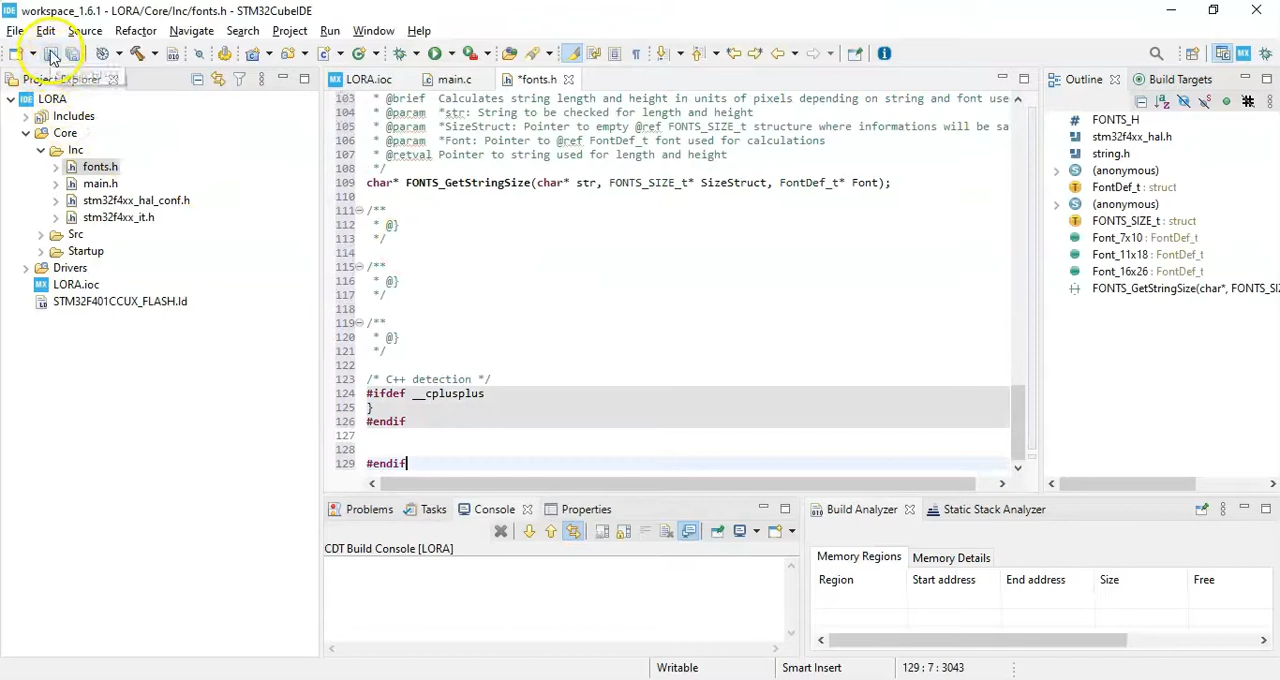 IDE workspace_1.6.1 - LORA/Core/Inc/fonts.h - STM32CubeIDE
File Edit Source Refactor Navigate Search Project Run Window Help
Project Explorer
LORA
Includes
Core
Inc
fonts.h
main.h
stm32f4xx_hal_conf.h
stm32f4xx_it.h
Src
Startup
Drivers
MX LORA.ioc
STM32F401CCUX_FLASH.ld
MX LORA.ioc
main.c
*fonts.h
103 * @brief Calculates string length and height in units of pixels depending on string and font use
104 * @param *str: String to be checked for length and height
105 * @param *SizeStruct: Pointer to empty @ref FONTS_SIZE_t structure where informations will be sa
106 * @param *Font: Pointer to @ref FontDef_t font used for calculations
107 * @retval Pointer to string used for length and height
108 */
109 char* FONTS_GetStringSize(char* str, FONTS_SIZE_t* SizeStruct, FontDef_t* Font);
110
111 /**
112 * @}
113 */
114
115 /**
116 * @}
117 */
118
119 /**
120 * @}
121 */
122
123 /* C++ detection */
124 #ifdef __cplusplus
125 }
126 #endif
127
128
129 #endif
Outline
Build Targets
FONTS_H
stm32f4xx_hal.h
string.h
(anonymous)
FontDef_t : struct
(anonymous)
FONTS_SIZE_t : struct
Font_7x10 : FontDef_t
Font_11x18 : FontDef_t
Font_16x26 : FontDef_t
FONTS_GetStringSize(char*, FONTS_SIZ
Problems Tasks Console Properties
CDT Build Console [LORA]
Build Analyzer
Static Stack Analyzer
Memory Regions Memory Details
Region Start address End address Size Free
Writable Smart Insert 129 : 7 : 3043